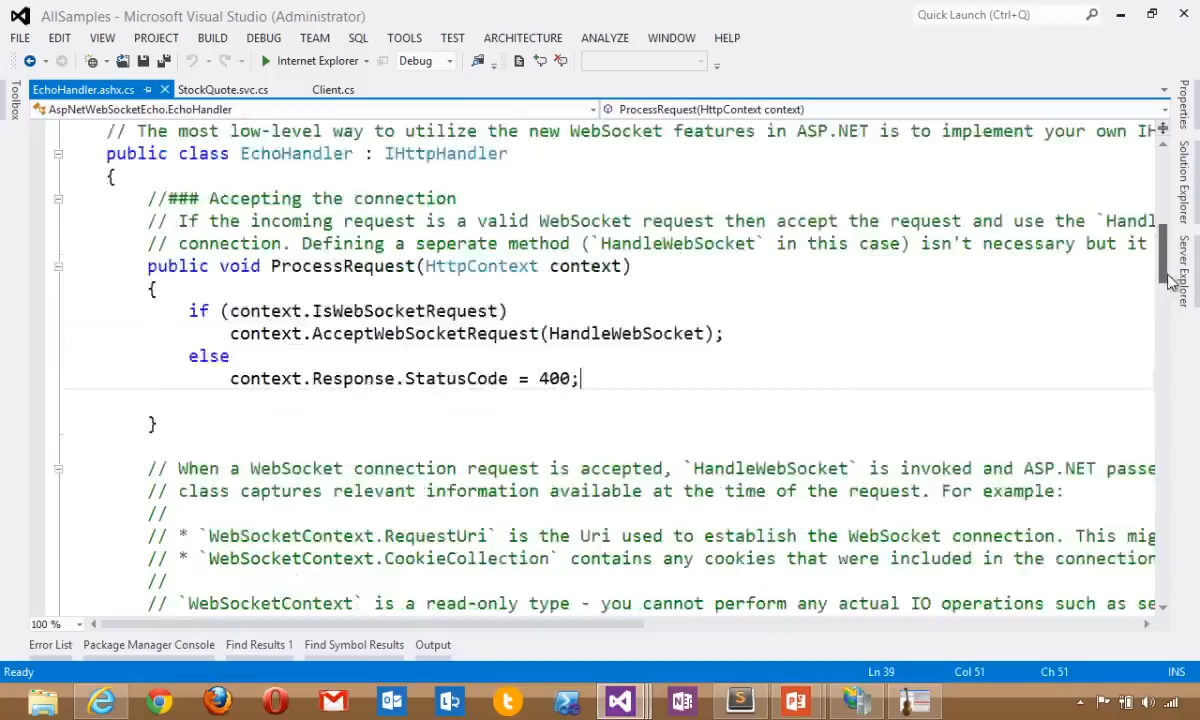 AllSamples - Microsoft Visual Studio (Administrator)
Quick Launch (Ctrl+Q)
FILE EDIT VIEW PROJECT BUILD DEBUG TEAM SQL TOOLS TEST ARCHITECTURE ANALYZE WINDOW HELP
Internet Explorer Debug
EchoHandler.ashx.cs StockQuote.svc.cs Client.cs
AspNetWebSocketEcho.EchoHandler ProcessRequest(HttpContext context)
Toolbox
Properties
Solution Explorer
Server Explorer
// The most low-level way to utilize the new WebSocket features in ASP.NET is to implement your own IH
public class EchoHandler : IHttpHandler
{
//### Accepting the connection
// If the incoming request is a valid WebSocket request then accept the request and use the `Handl
// connection. Defining a seperate method (`HandleWebSocket` in this case) isn't necessary but it
public void ProcessRequest(HttpContext context)
{
if (context.IsWebSocketRequest)
context.AcceptWebSocketRequest(HandleWebSocket);
else
context.Response.StatusCode = 400;
}
// When a WebSocket connection request is accepted, `HandleWebSocket` is invoked and ASP.NET passe
// class captures relevant information available at the time of the request. For example:
//
// * `WebSocketContext.RequestUri` is the Uri used to establish the WebSocket connection. This mig
// * `WebSocketContext.CookieCollection` contains any cookies that were included in the connection
//
// `WebSocketContext` is a read-only type - you cannot perform any actual IO operations such as se
100 %
Error List Package Manager Console Find Results 1 Find Symbol Results Output
Ready Ln 39 Col 51 Ch 51 INS